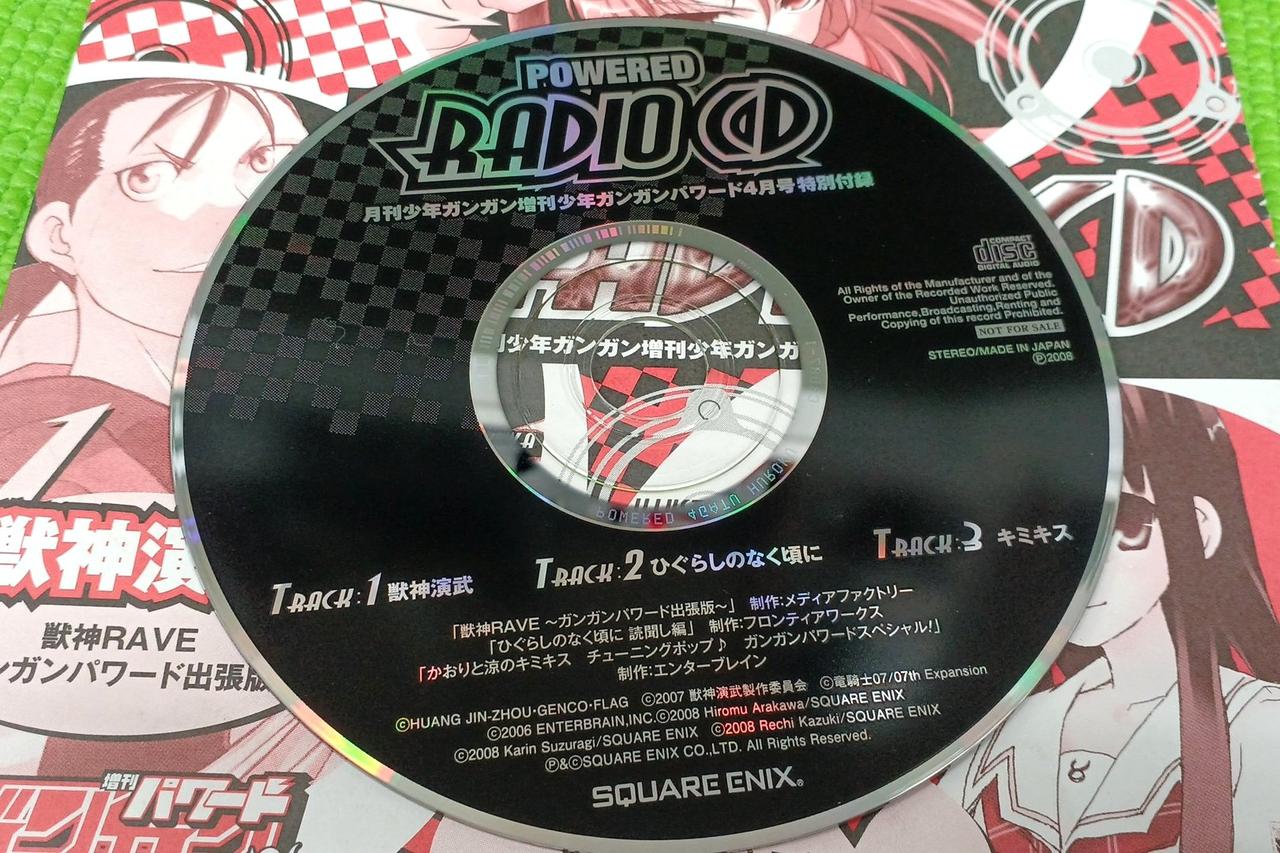 POWERED
RADIO CD
月刊少年ガンガン増刊少年ガンガンパワード4月号特別付録
COMPACT
disc
DIGITAL AUDIO
All Rights of the Manufacturer and of the
Owner of the Recorded Work Reserved.
Unauthorized Public
Performance,Broadcasting,Renting and
Copying of this record Prohibited.
NOT FOR SALE
STEREO/MADE IN JAPAN
Ⓟ2008
少年ガンガン増刊少年ガンガ
TRACK:1 獣神演武
TRACK:2 ひぐらしのなく頃に
TRACK:3 キミキス
「獣神RAVE ～ガンガンパワード出張版～」 制作:メディアファクトリー
「ひぐらしのなく頃に 読聞し編」 制作:フロンティアワークス
「かおりと涼のキミキス チューニングポップ♪ ガンガンパワードスペシャル!」
制作:エンターブレイン
©HUANG JIN-ZHOU・GENCO・FLAG ©2007 獣神演武製作委員会 ©竜騎士07/07th Expansion
©2006 ENTERBRAIN,INC.©2008 Hiromu Arakawa/SQUARE ENIX
©2008 Karin Suzuragi/SQUARE ENIX ©2008 Rechi Kazuki/SQUARE ENIX
Ⓟ&©SQUARE ENIX CO.,LTD. All Rights Reserved.
SQUARE ENIX®
1
獣神演
獣神RAVE
ンガンパワード出張版
増刊
パワード
D